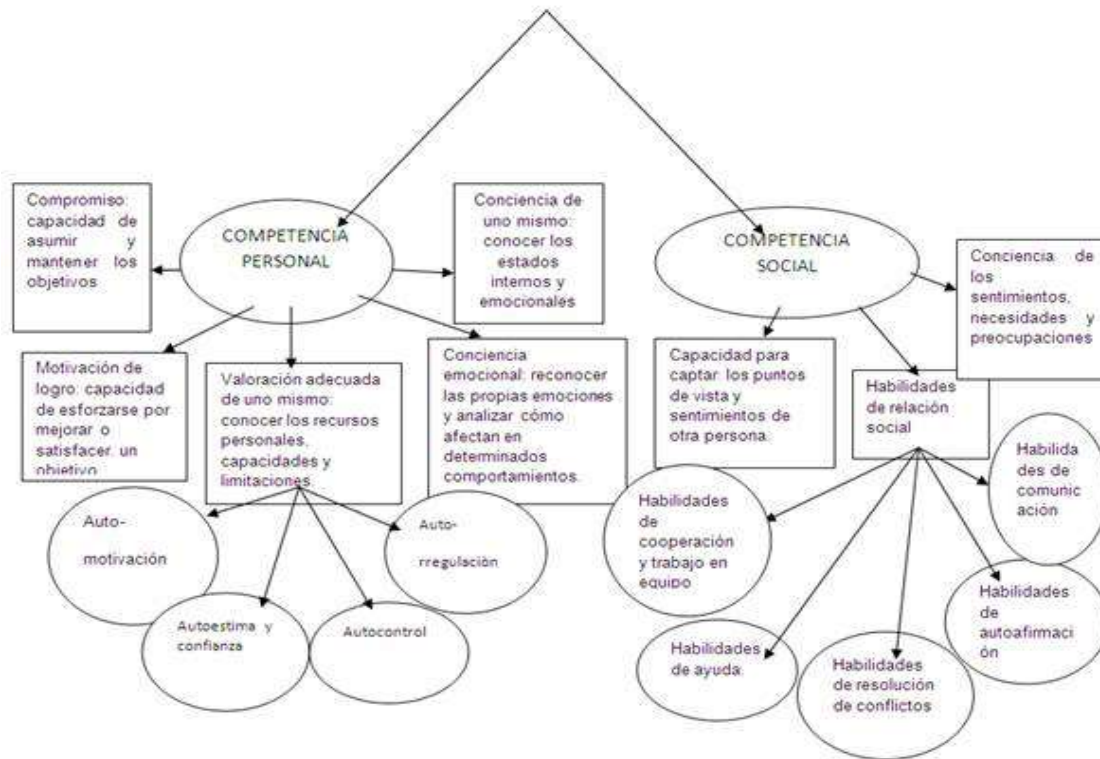 COMPETENCIA
PERSONAL
COMPETENCIA
SOCIAL
Compromiso:
capacidad de
asumir y
mantener los
objetivos
Conciencia de
uno mismo:
conocer los
estados
internos y
emocionales
Motivación de
logro: capacidad
de esforzarse por
mejorar o
satisfacer. un
objetivo
Valoración adecuada
de uno mismo:
conocer los recursos
personales,
capacidades y
limitaciones
Conciencia
emocional: reconocer
las propias emociones
y analizar cómo
afectan en
determinados
comportamientos.
Auto-
motivación
Autoestima y
confianza
Autocontrol
Auto-
rregulación
Capacidad para
captar: los puntos
de vista y
sentimientos de
otra persona.
Habilidades
de relación
social
Conciencia de
los
sentimientos,
necesidades y
preocupaciones
Habilidades
de
cooperación
y trabajo en
equipo
Habilidades
de ayuda.
Habilidades
de resolución
de conflictos
Habilidades
de
autoafirmaci
ón
Habilida
des de
comunic
ación